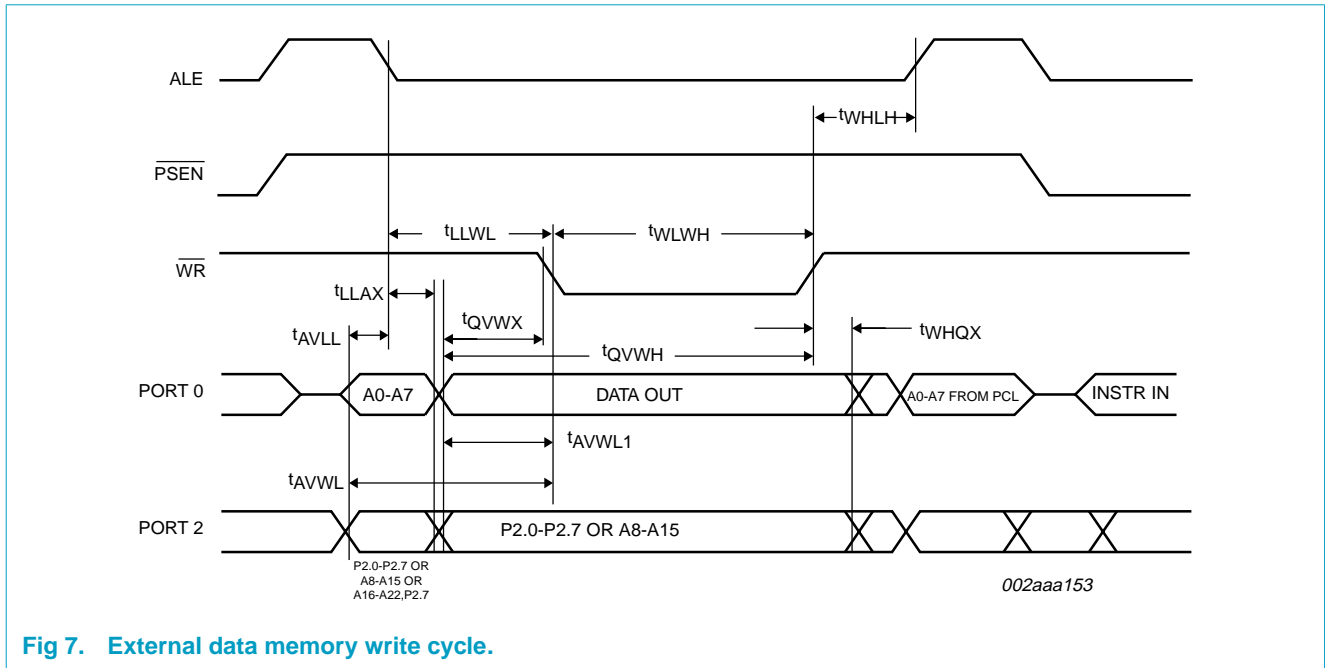 ALE
tWHLH
PSEN
tLLWL
tWLWH
WR
tLLAX
tQVWX
tWHQX
tAVLL
tQVWH
PORT 0
A0-A7
DATA OUT
A0-A7 FROM PCL
INSTR IN
tAVWL1
tAVWL
PORT 2
P2.0-P2.7 OR A8-A15
P2.0-P2.7 OR
A8-A15 OR
A16-A22,P2.7
002aaa153
Fig 7. External data memory write cycle.